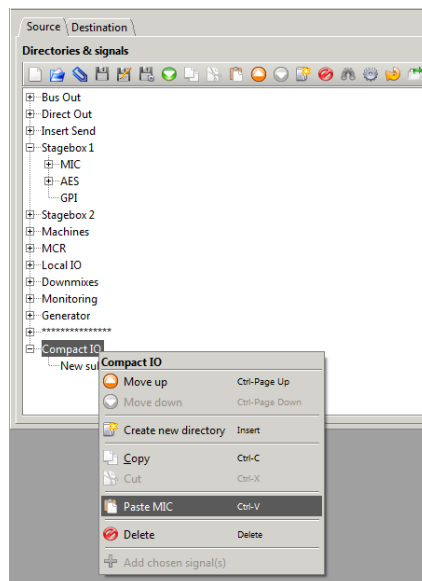 Source Destination
Directories & signals
Bus Out
Direct Out
Insert Send
Stagebox 1
MIC
AES
GPI
Stagebox 2
Machines
MCR
Local IO
Downmixes
Monitoring
Generator
***************
Compact IO
New su
Compact IO
Move up Ctrl-Page Up
Move down Ctrl-Page Down
Create new directory Insert
Copy Ctrl-C
Cut Ctrl-X
Paste MIC Ctrl-V
Delete Delete
Add chosen signal(s)